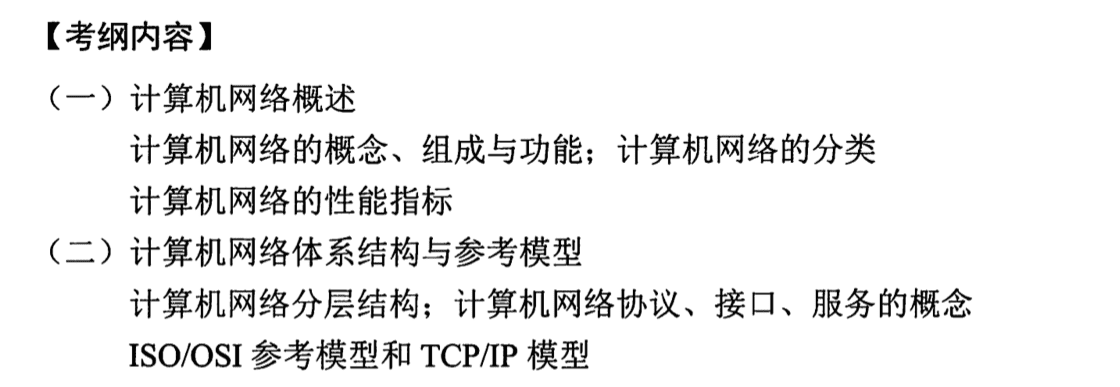 【考纲内容】
（一）计算机网络概述
计算机网络的概念、组成与功能；计算机网络的分类
计算机网络的性能指标
（二）计算机网络体系结构与参考模型
计算机网络分层结构；计算机网络协议、接口、服务的概念
ISO/OSI 参考模型和 TCP/IP 模型